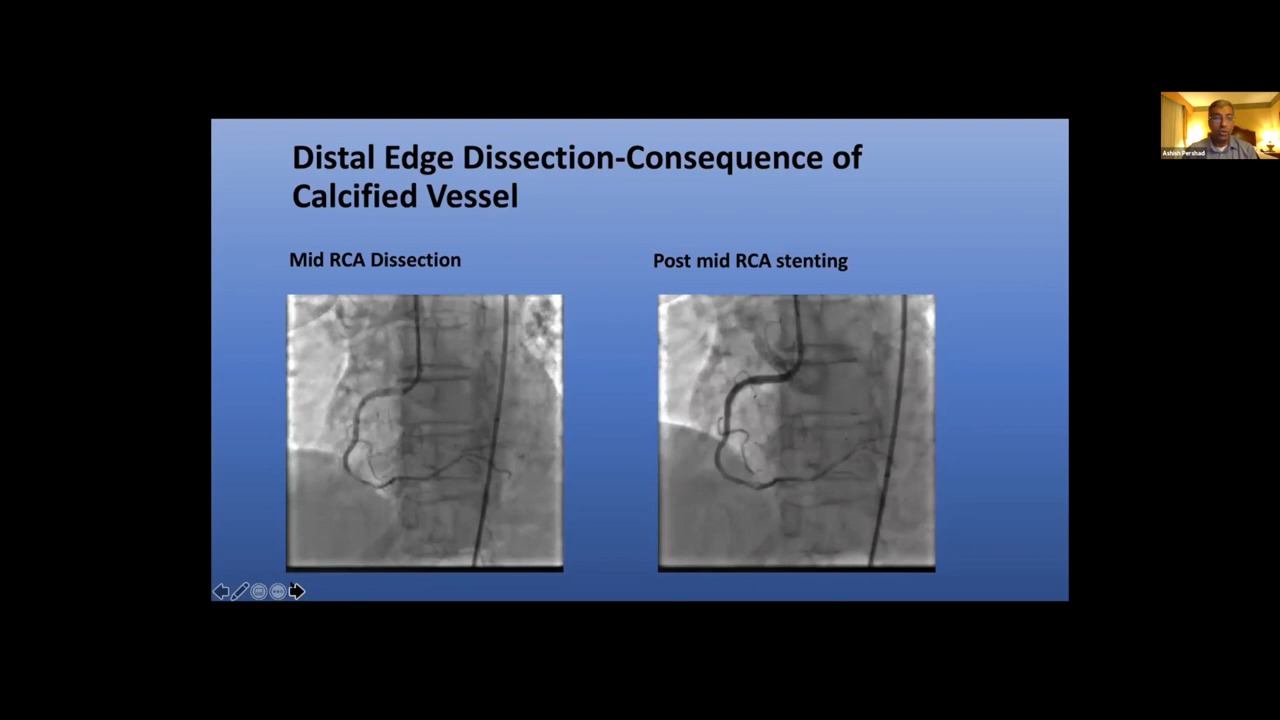 Distal Edge Dissection-Consequence of
Calcified Vessel
Mid RCA Dissection
Post mid RCA stenting
Ashish Pershad